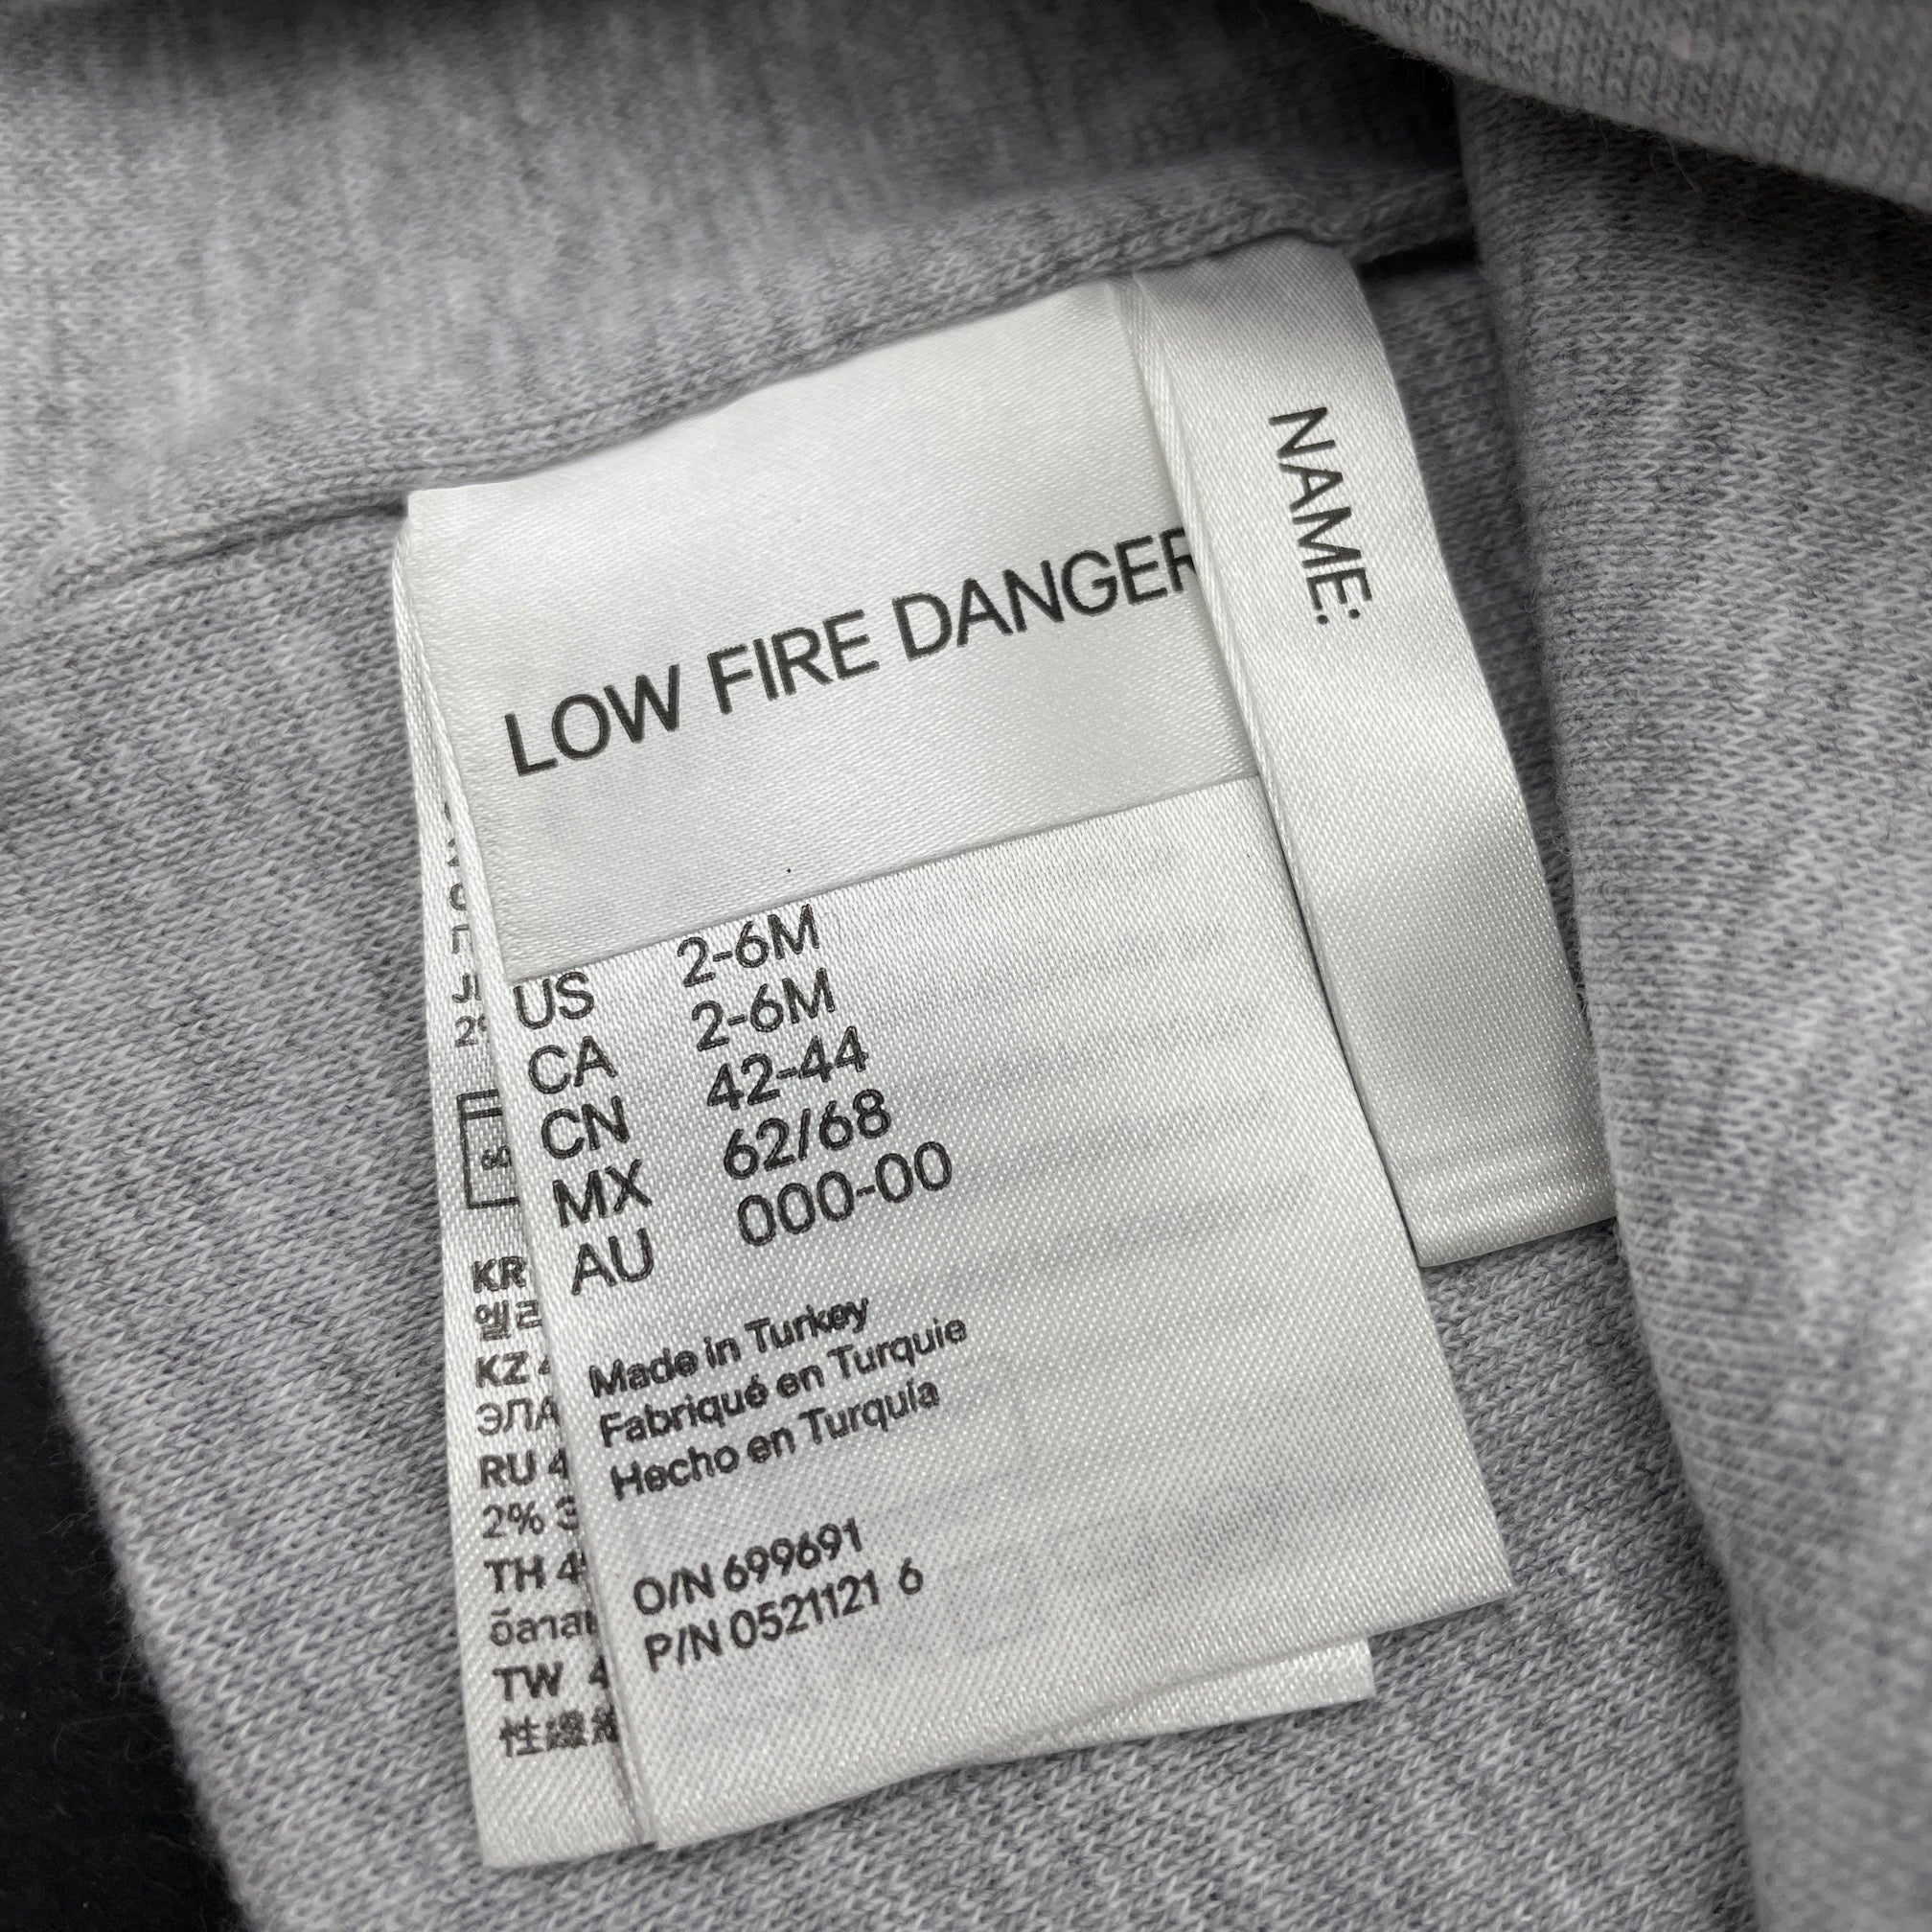 LOW FIRE DANGER
NAME:
US 2-6M
CA 2-6M
CN 42-44
MX 62/68
AU 000-00
Made in Turkey
Fabriqué en Turquie
Hecho en Turquía
O/N 699691
P/N 0521121 6
KR
KZ
RU
2%
TH
TW